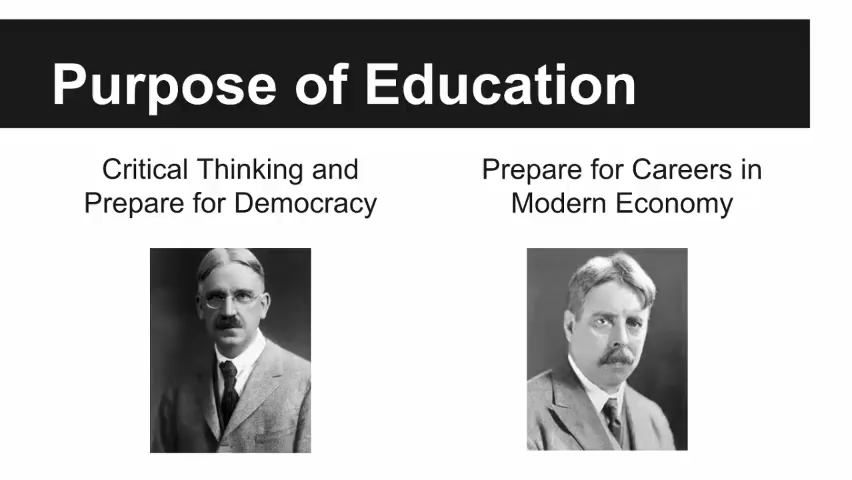 Purpose of Education
Critical Thinking and
Prepare for Democracy
Prepare for Careers in
Modern Economy